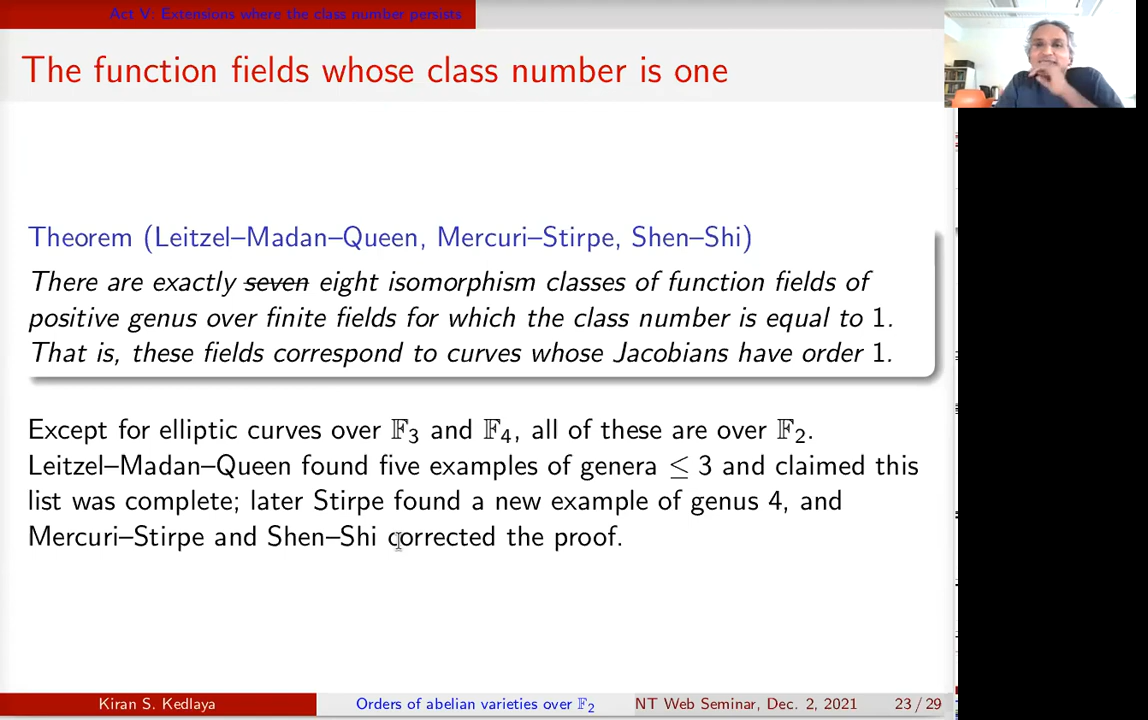 Act V: Extensions where the class number persists
The function fields whose class number is one
Theorem (Leitzel–Madan–Queen, Mercuri–Stirpe, Shen–Shi)
There are exactly seven eight isomorphism classes of function fields of
positive genus over finite fields for which the class number is equal to 1.
That is, these fields correspond to curves whose Jacobians have order 1.
Except for elliptic curves over 𝔽₃ and 𝔽₄, all of these are over 𝔽₂.
Leitzel–Madan–Queen found five examples of genera ≤ 3 and claimed this
list was complete; later Stirpe found a new example of genus 4, and
Mercuri–Stirpe and Shen–Shi corrected the proof.
Kiran S. Kedlaya Orders of abelian varieties over 𝔽₂ NT Web Seminar, Dec. 2, 2021 23 / 29